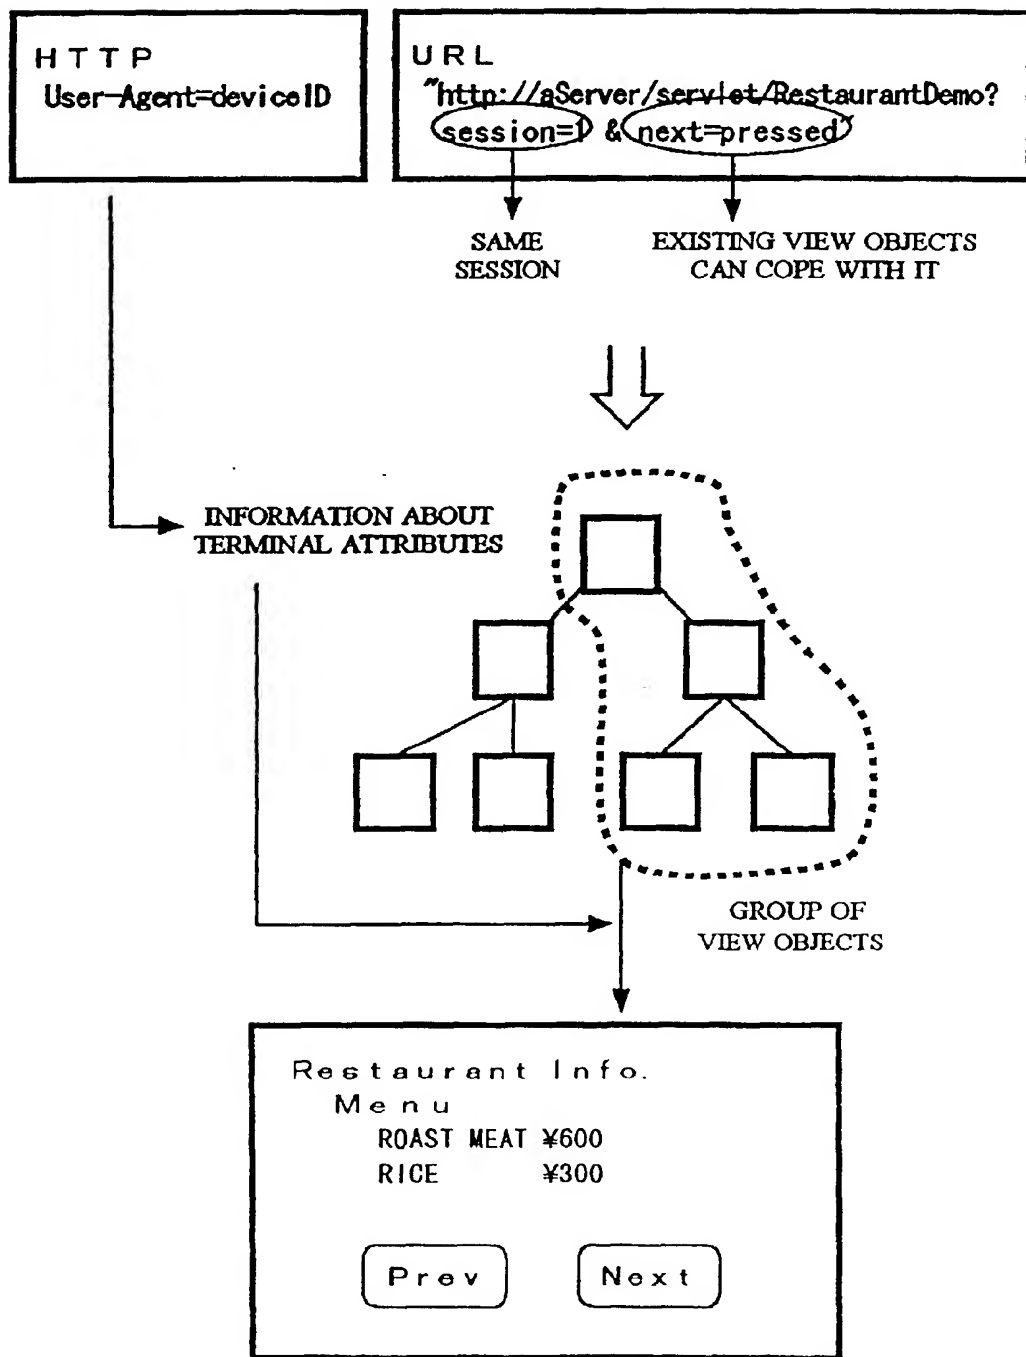 HTTP
User-Agent=deviceID
URL
"http://aServer/servlet/RestaurantDemo?
session=1 & next=pressed"
SAME
SESSION
EXISTING VIEW OBJECTS
CAN COPE WITH IT
INFORMATION ABOUT
TERMINAL ATTRIBUTES
GROUP OF
VIEW OBJECTS
Restaurant Info.
Menu
ROAST MEAT ¥600
RICE ¥300
Prev
Next